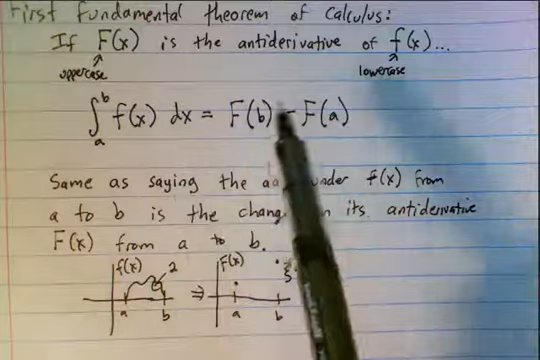 First fundamental theorem of Calculus:
If F(x) is the antiderivative of f(x)...
uppercase lowercase
∫ₐᵇ f(x) dx = F(b) - F(a)
Same as saying the under f(x) from
a to b is the its antiderivative
F(x) from a to b.
f(x) 2 ⇒ F(x)
a b a b